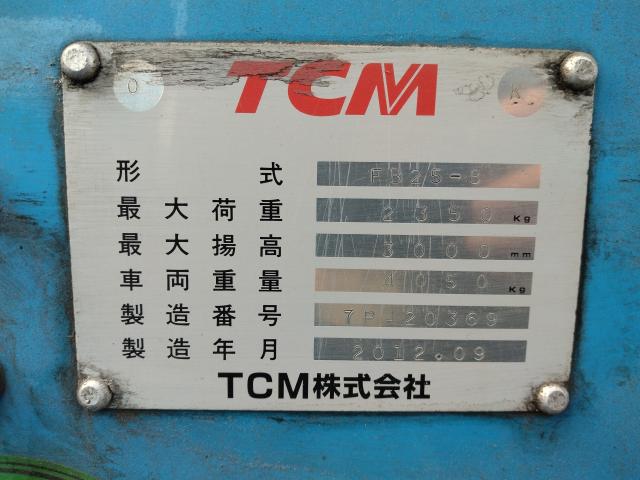 O TCM K
形式 FB25-8
最大荷重 2350 Kg
最大揚高 3000 mm
車両重量 4050 Kg
製造番号 7P-20369
製造年月 2012.09
TCM株式会社